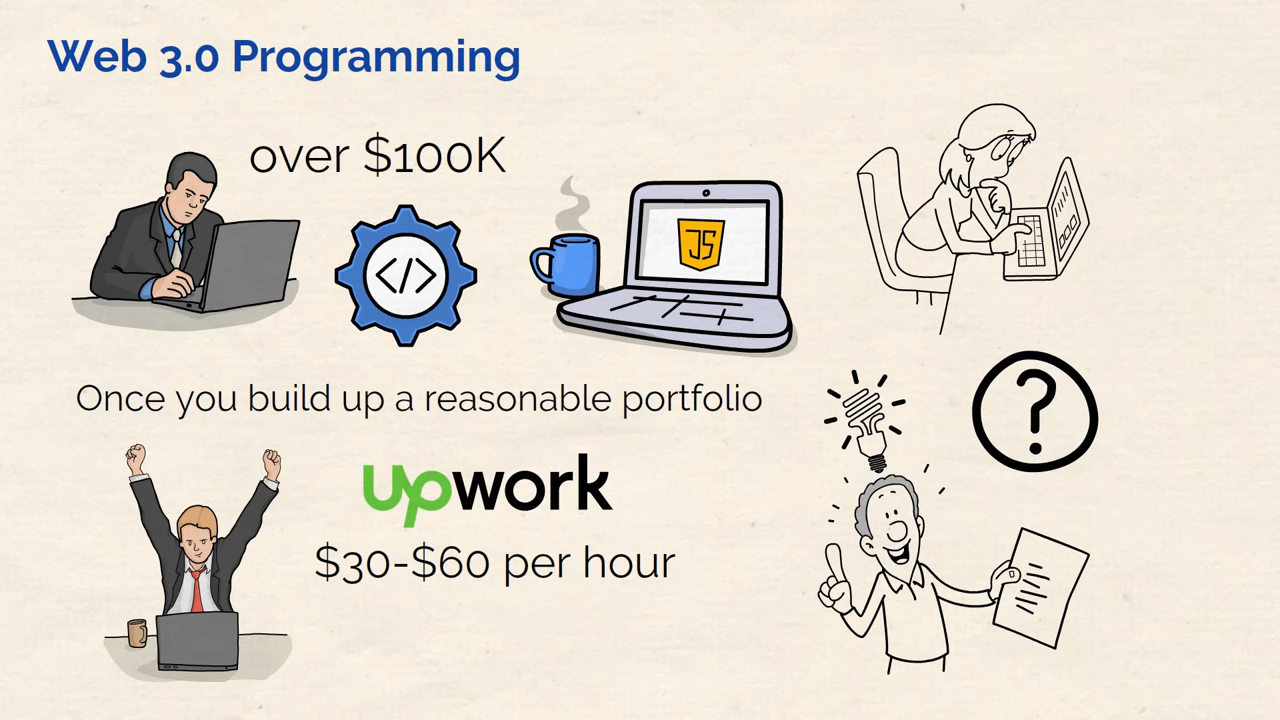 Web 3.0 Programming
over $100K
</>
JS
Once you build up a reasonable portfolio
upwork
$30-$60 per hour
?